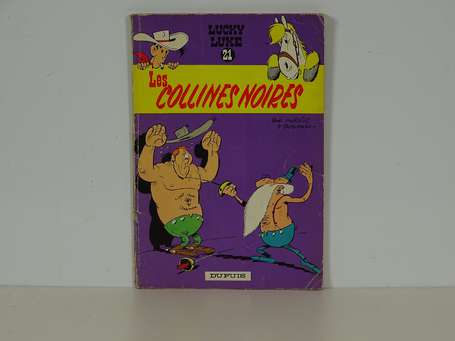 LUCKY
LUKE
21
Les
COLLINES NOIRES
DUPUIS